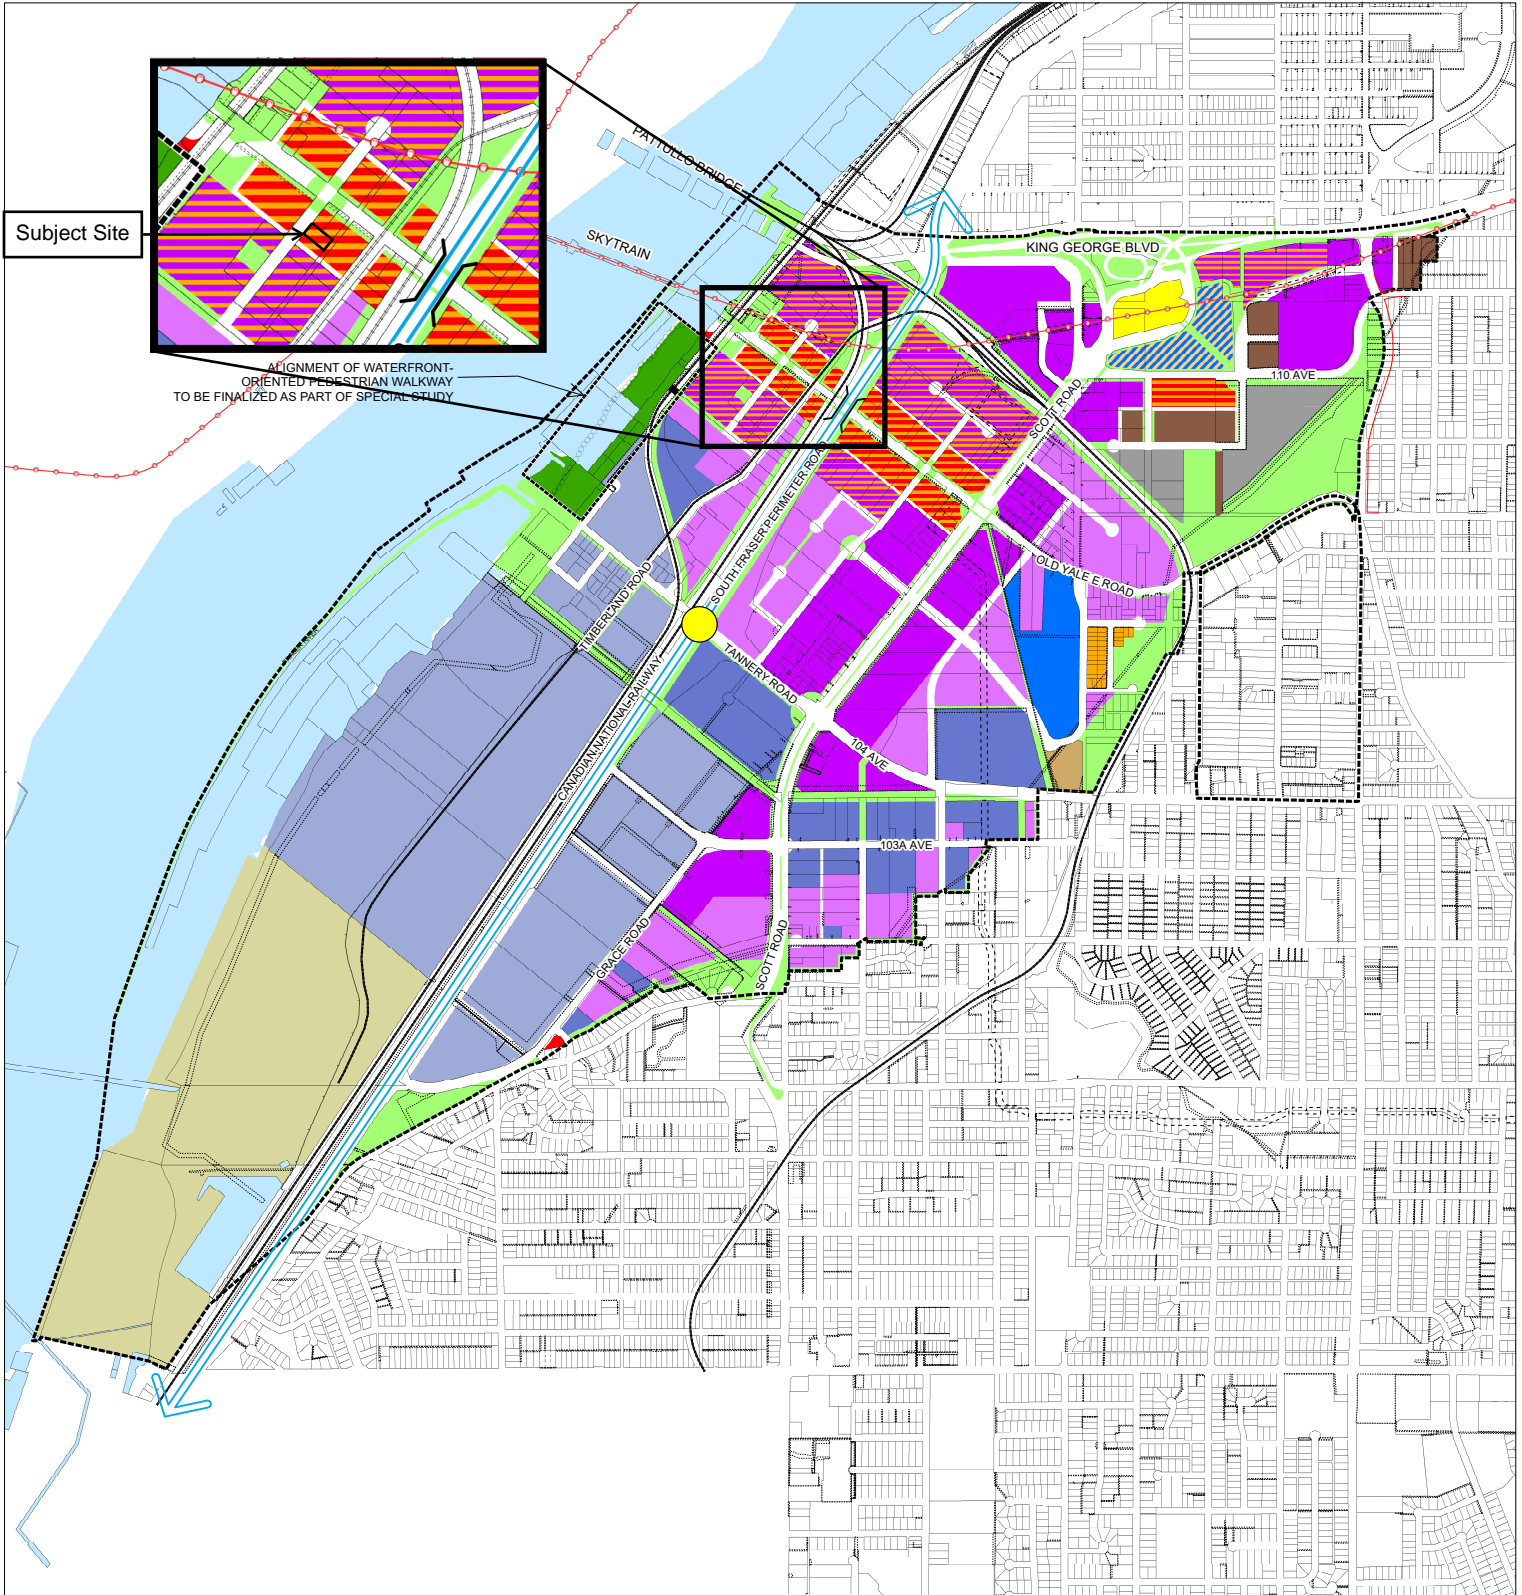 PATTULLO BRIDGE
Subject Site
SKYTRAIN
KING GEORGE BLVD
ALIGNMENT OF WATERFRONT-
ORIENTED PEDESTRIAN WALKWAY
TO BE FINALIZED AS PART OF SPECIAL STUDY
110 AVE
SCOTT ROAD
SOUTH FRASER PERIMETER ROAD
OLD YALE E ROAD
TIMBERLAND ROAD
TANNERY ROAD
CANADIAN NATIONAL RAILWAY
104 AVE
103A AVE
GRACE ROAD
SCOTT ROAD